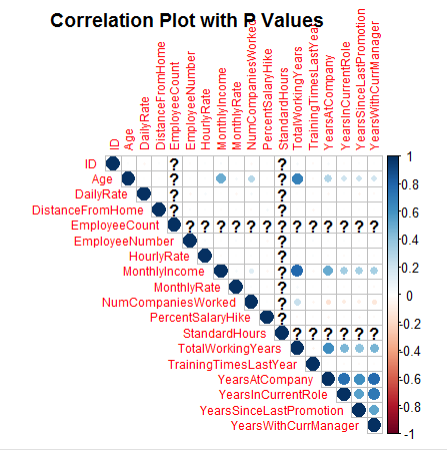 Correlation Plot with P Values
ID
Age
DailyRate
DistanceFromHome
EmployeeCount
EmployeeNumber
HourlyRate
MonthlyIncome
MonthlyRate
NumCompaniesWorked
PercentSalaryHike
StandardHours
TotalWorkingYears
TrainingTimesLastYear
YearsAtCompany
YearsInCurrentRole
YearsSinceLastPromotion
YearsWithCurrManager
ID ? ?
Age ? ?
DailyRate ? ?
DistanceFromHome ? ?
EmployeeCount ? ? ? ? ? ? ? ? ? ? ? ? ?
EmployeeNumber ?
HourlyRate ?
MonthlyIncome ?
MonthlyRate ?
NumCompaniesWorked ?
PercentSalaryHike ?
StandardHours ? ? ? ? ? ?
TotalWorkingYears
TrainingTimesLastYear
YearsAtCompany
YearsInCurrentRole
YearsSinceLastPromotion
YearsWithCurrManager
1
0.8
0.6
0.4
0.2
0
-0.2
-0.4
-0.6
-0.8
-1